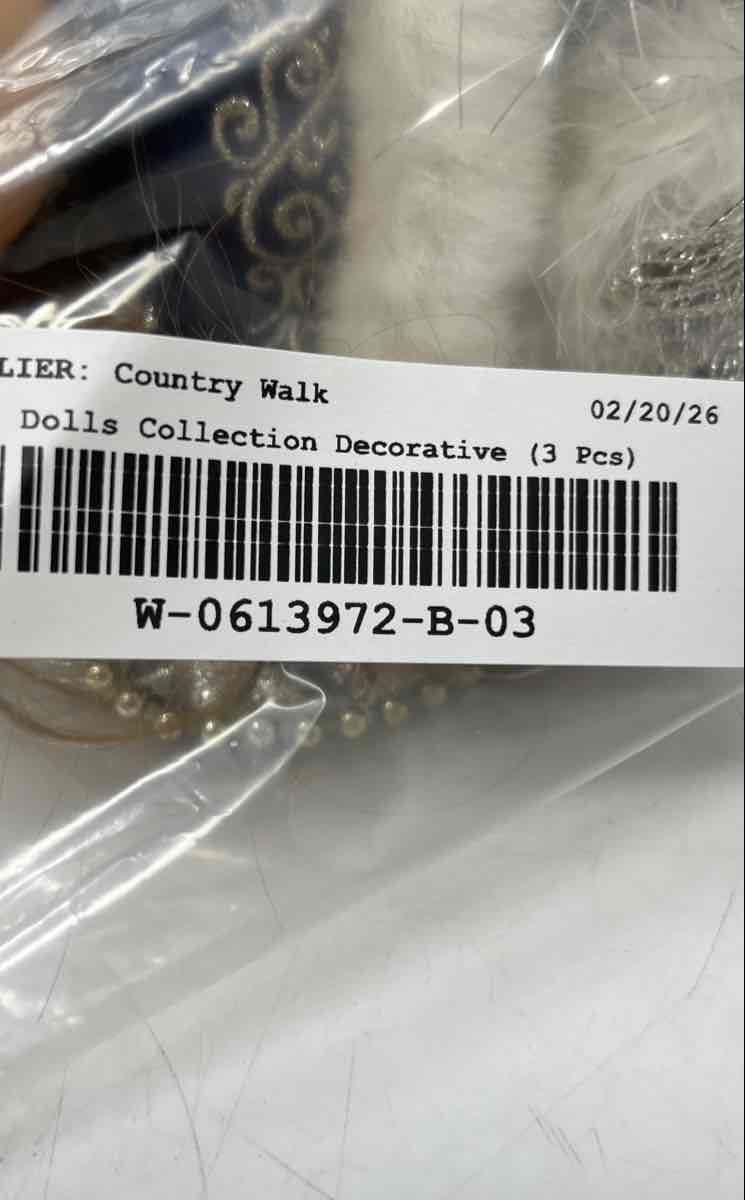 LIER: Country Walk
02/20/26
Dolls Collection Decorative (3 Pcs)
W-0613972-B-03